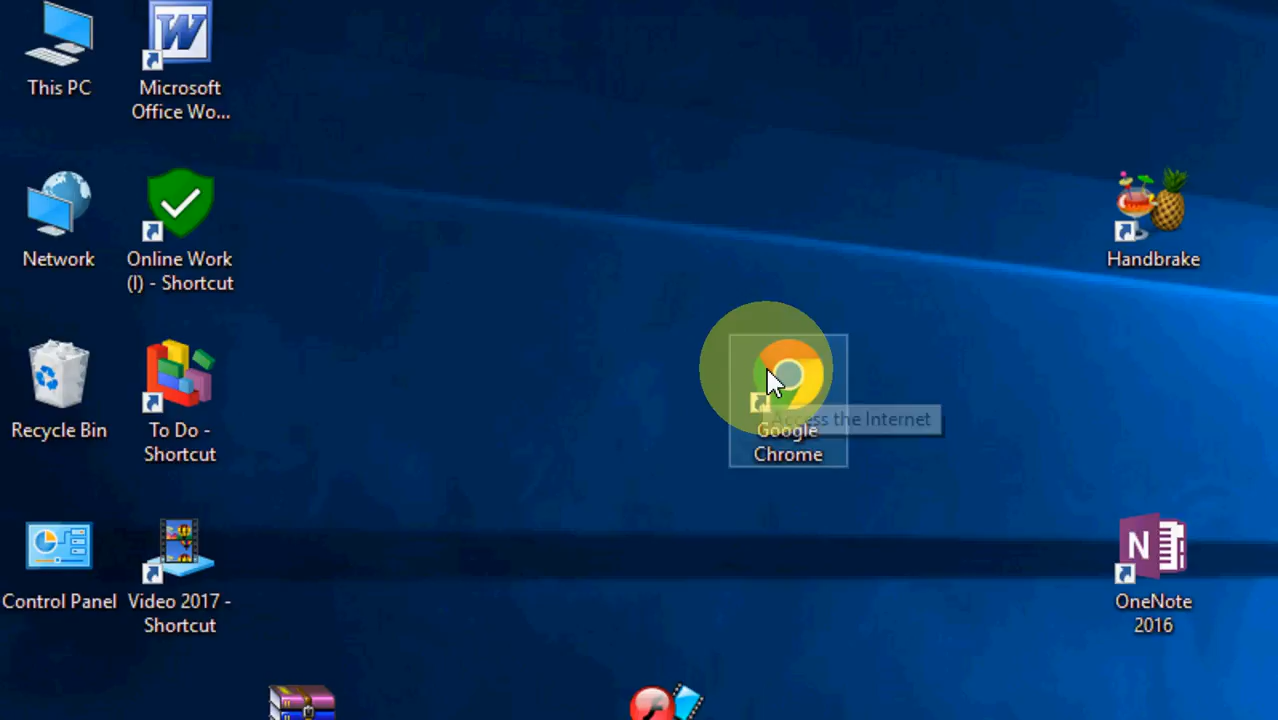 This PC
Microsoft
Office Wo...
Network
Online Work
(I) - Shortcut
Handbrake
Recycle Bin
To Do -
Shortcut
Access the Internet
Google
Chrome
Control Panel
Video 2017 -
Shortcut
OneNote
2016